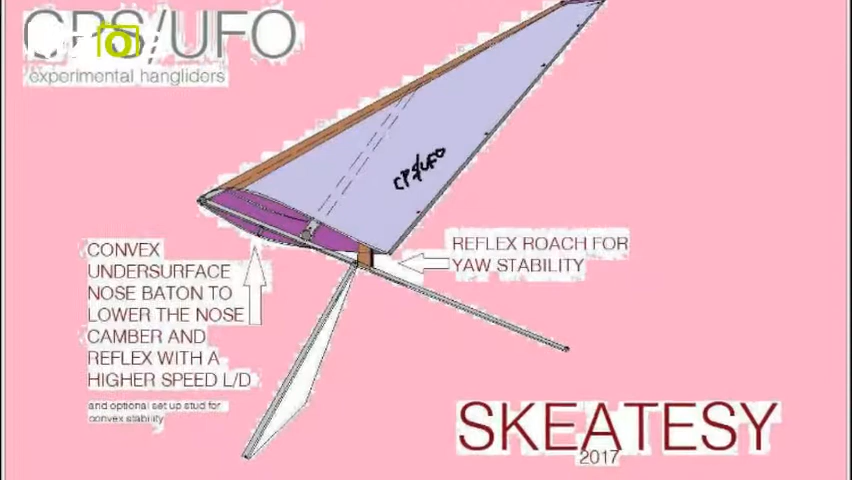 CPS/UFO
experimental hangliders
CPS/UFO
CONVEX
UNDERSURFACE
NOSE BATON TO
LOWER THE NOSE
CAMBER AND
REFLEX WITH A
HIGHER SPEED L/D
and optional set up stud for
convex stability
REFLEX ROACH FOR
YAW STABILITY
SKEATESY
2017